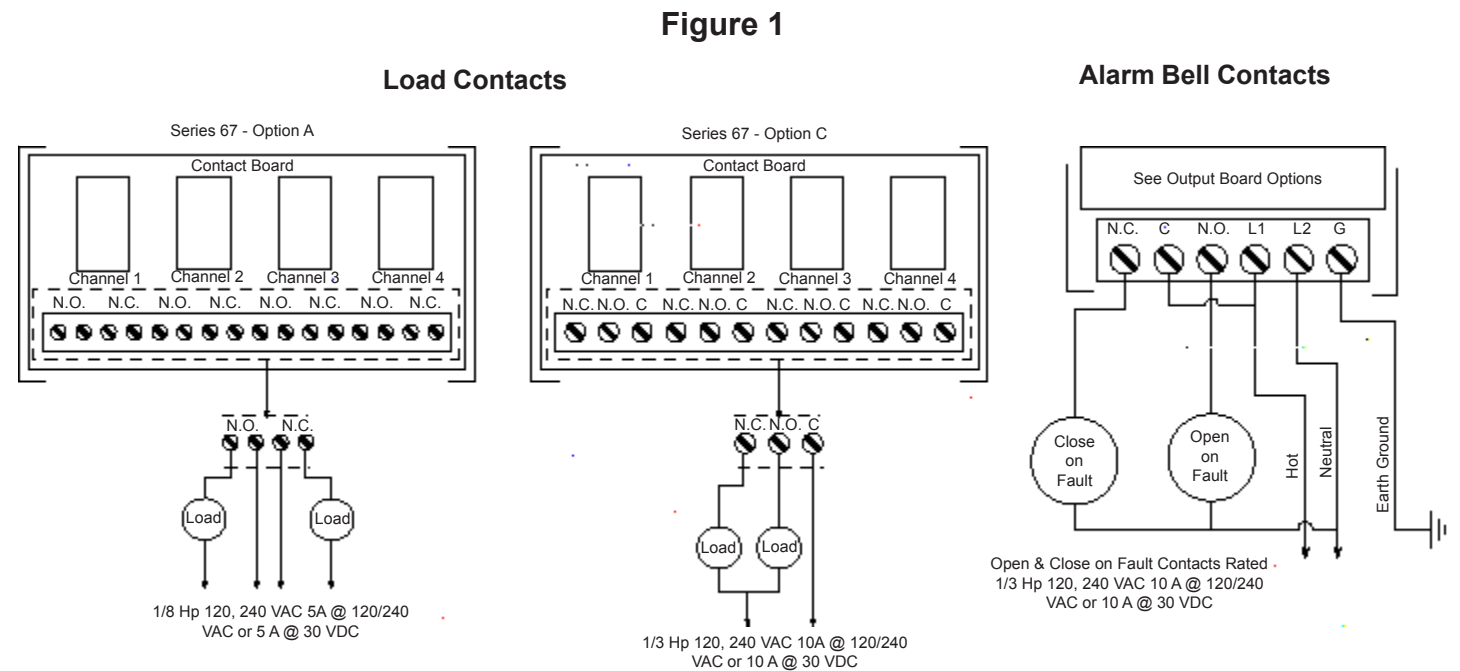 Figure 1
Load Contacts
Series 67 - Option A
Contact Board
Channel 1 Channel 2 Channel 3 Channel 4
N.O. N.C. N.O. N.C. N.O. N.C. N.O. N.C.
N.O. N.C.
Load Load
1/8 Hp 120, 240 VAC 5A @ 120/240
VAC or 5 A @ 30 VDC
Series 67 - Option C
Contact Board
Channel 1 Channel 2 Channel 3 Channel 4
N.C. N.O. C N.C. N.O. C N.C. N.O. C N.C. N.O. C
N.C. N.O. C
Load Load
1/3 Hp 120, 240 VAC 10A @ 120/240
VAC or 10 A @ 30 VDC
Alarm Bell Contacts
See Output Board Options
N.C. C N.O. L1 L2 G
Close
on
Fault
Open
on
Fault
Hot
Neutral
Earth Ground
Open & Close on Fault Contacts Rated
1/3 Hp 120, 240 VAC 10 A @ 120/240
VAC or 10 A @ 30 VDC